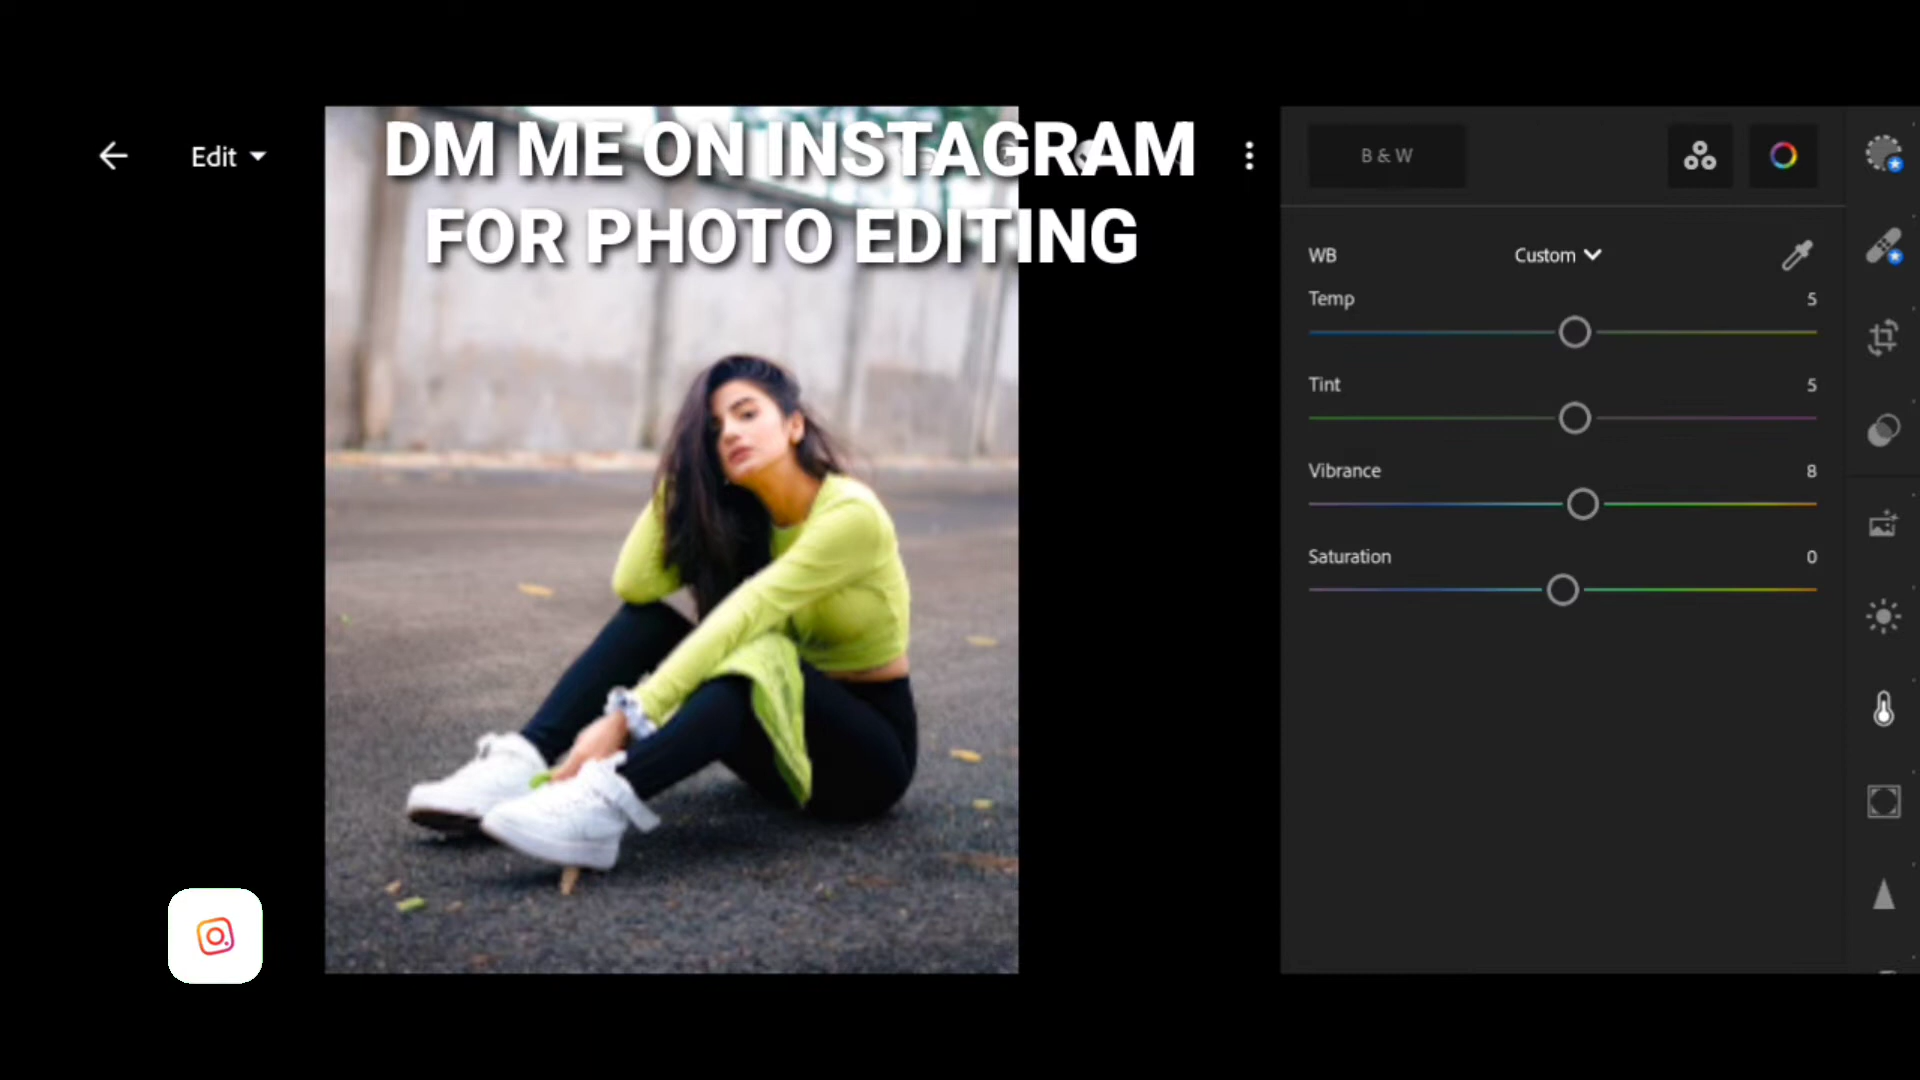 Edit
DM ME ON INSTAGRAM
FOR PHOTO EDITING
B & W
WB Custom
Temp 5
Tint 5
Vibrance 8
Saturation 0